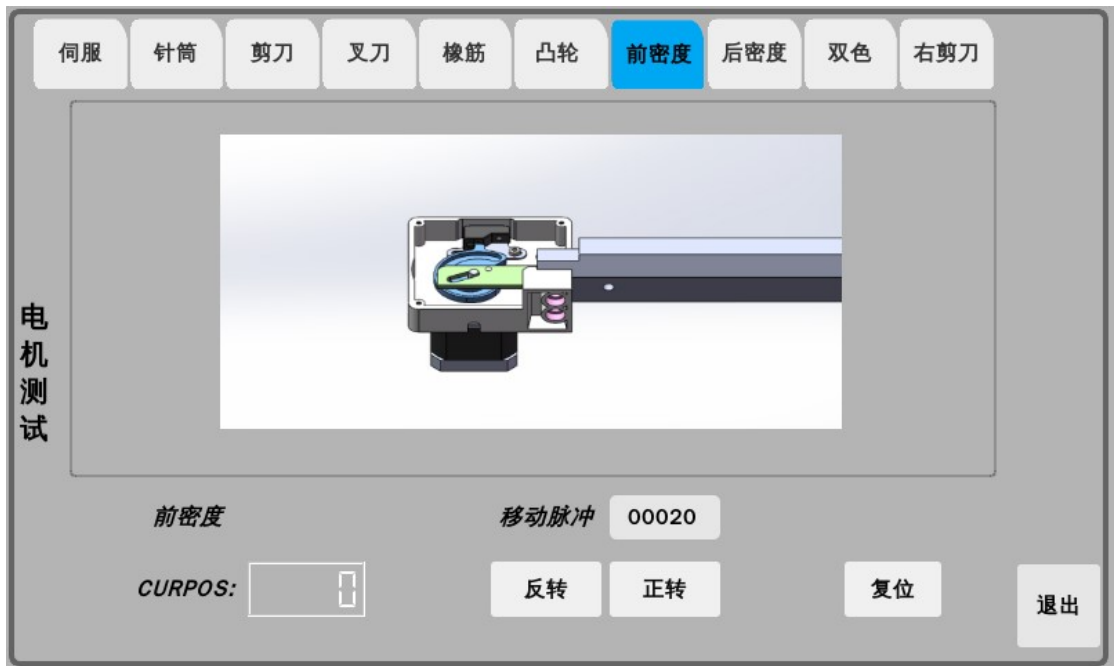 伺服 针筒 剪刀 叉刀 橡筋 凸轮 前密度 后密度 双色 右剪刀
电机测试
前密度 移动脉冲 00020
CURPOS: 0 反转 正转 复位 退出